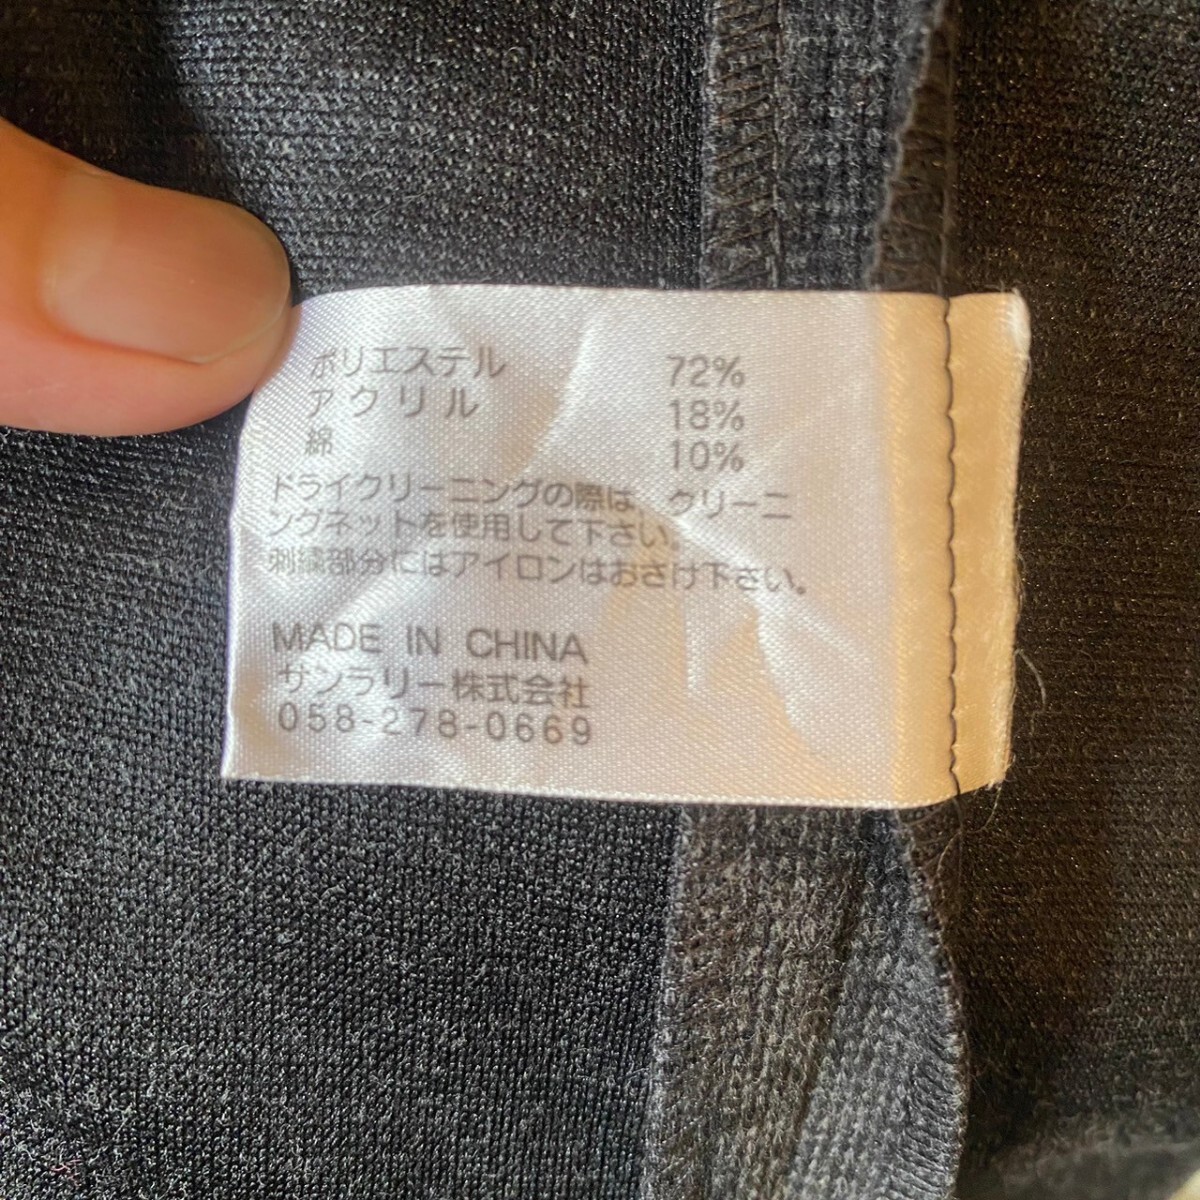 ポリエステル 72%
アクリル 18%
綿 10%
ドライクリーニングの際は、クリーニ
ングネットを使用して下さい。
刺繍部分にはアイロンはおさけ下さい。
MADE IN CHINA
サンラリー株式会社
058-278-0669